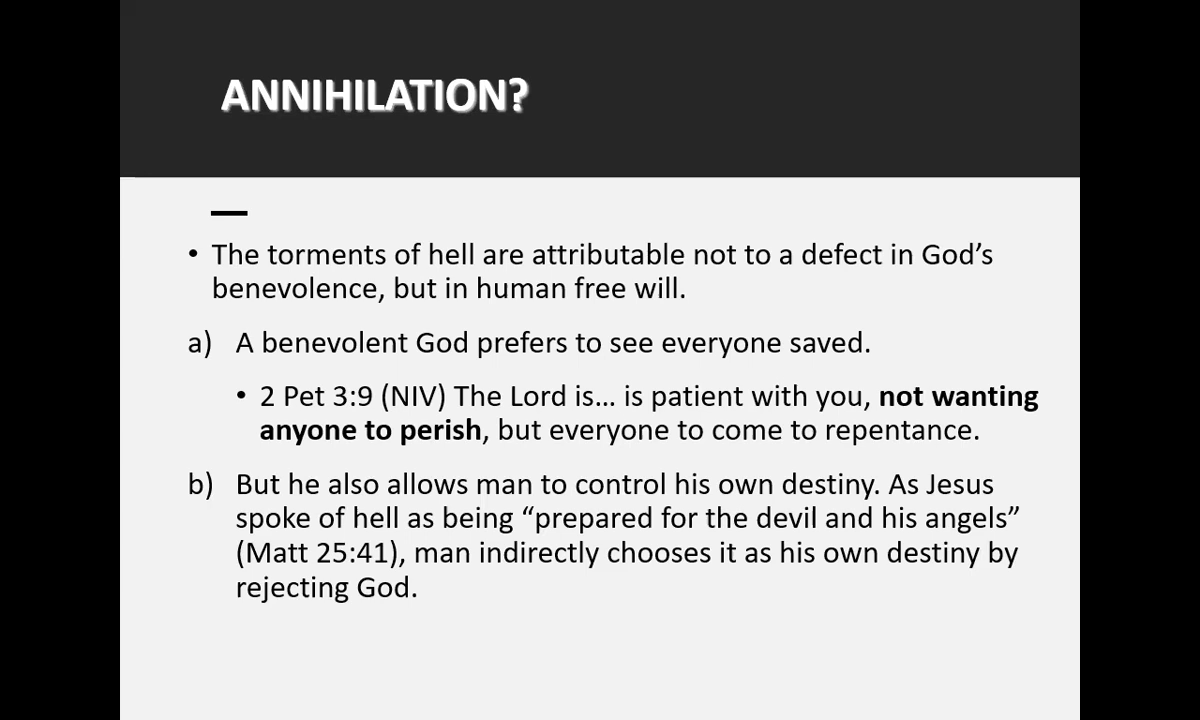 ANNIHILATION?
• The torments of hell are attributable not to a defect in God’s
benevolence, but in human free will.
a) A benevolent God prefers to see everyone saved.
• 2 Pet 3:9 (NIV) The Lord is… is patient with you, not wanting
anyone to perish, but everyone to come to repentance.
b) But he also allows man to control his own destiny. As Jesus
spoke of hell as being “prepared for the devil and his angels”
(Matt 25:41), man indirectly chooses it as his own destiny by
rejecting God.